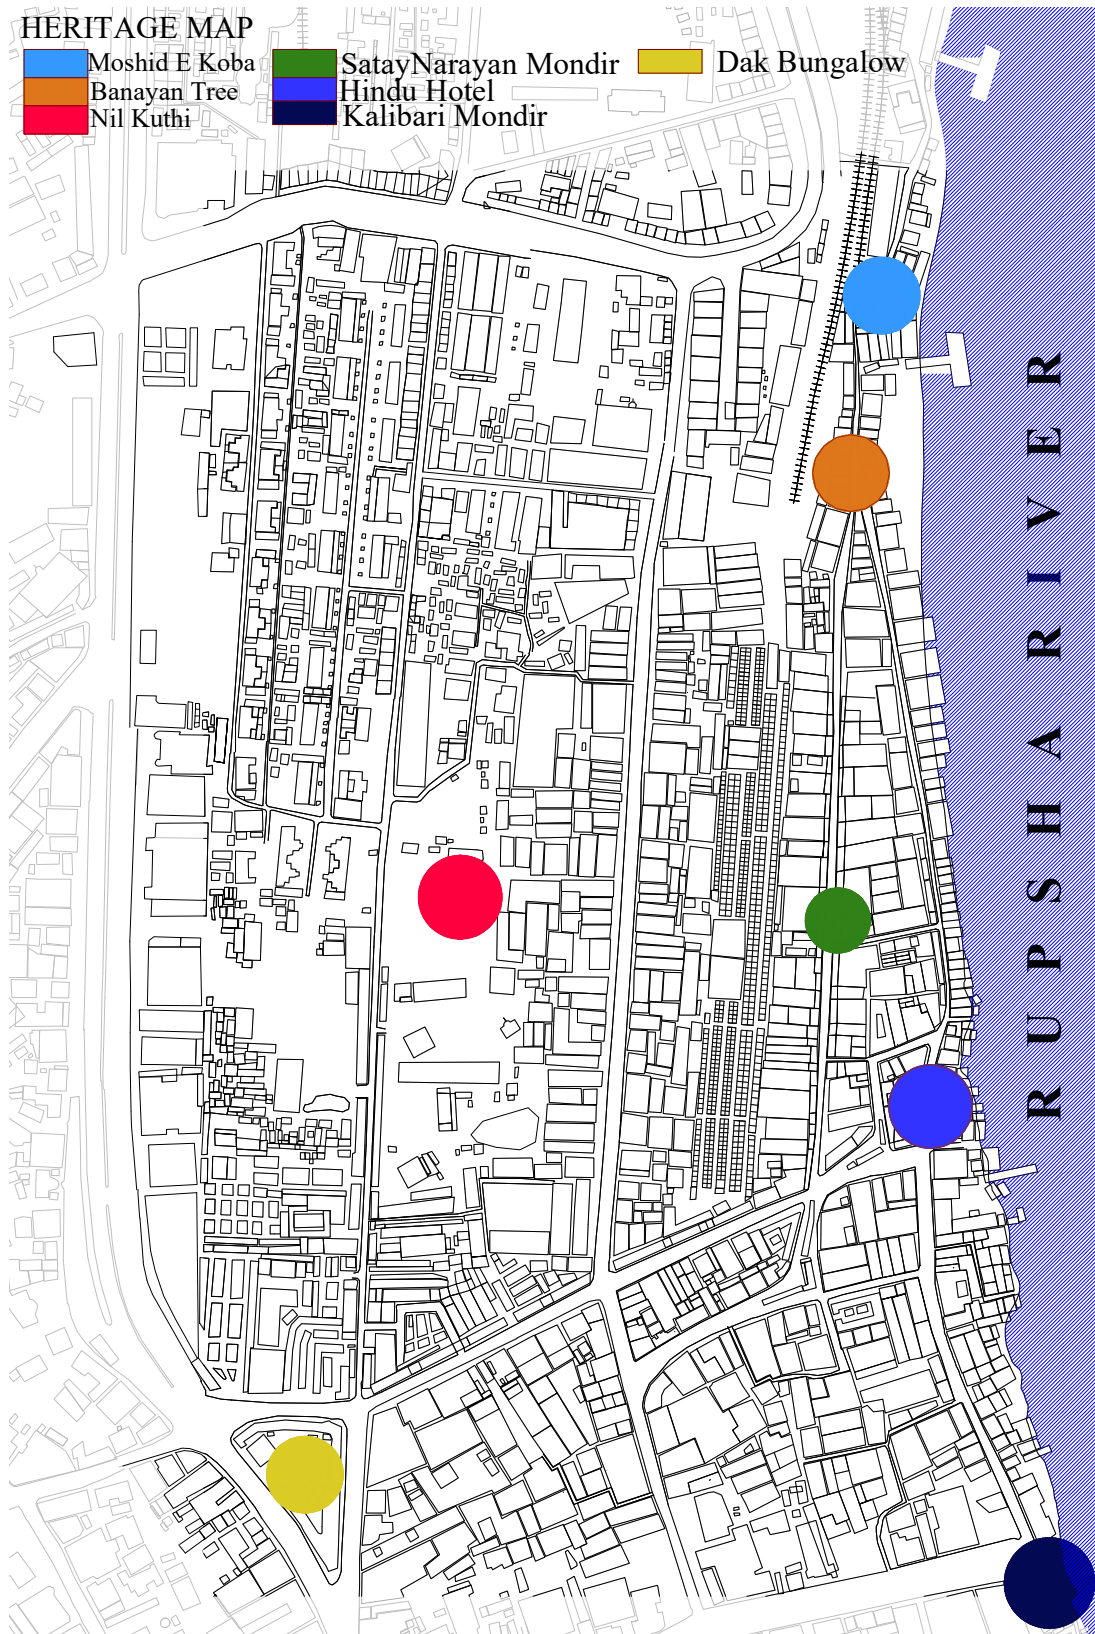 HERITAGE MAP
Moshid E Koba
Banayan Tree
Nil Kuthi
SatayNarayan Mondir
Hindu Hotel
Kalibari Mondir
Dak Bungalow
RUPSHA RIVER